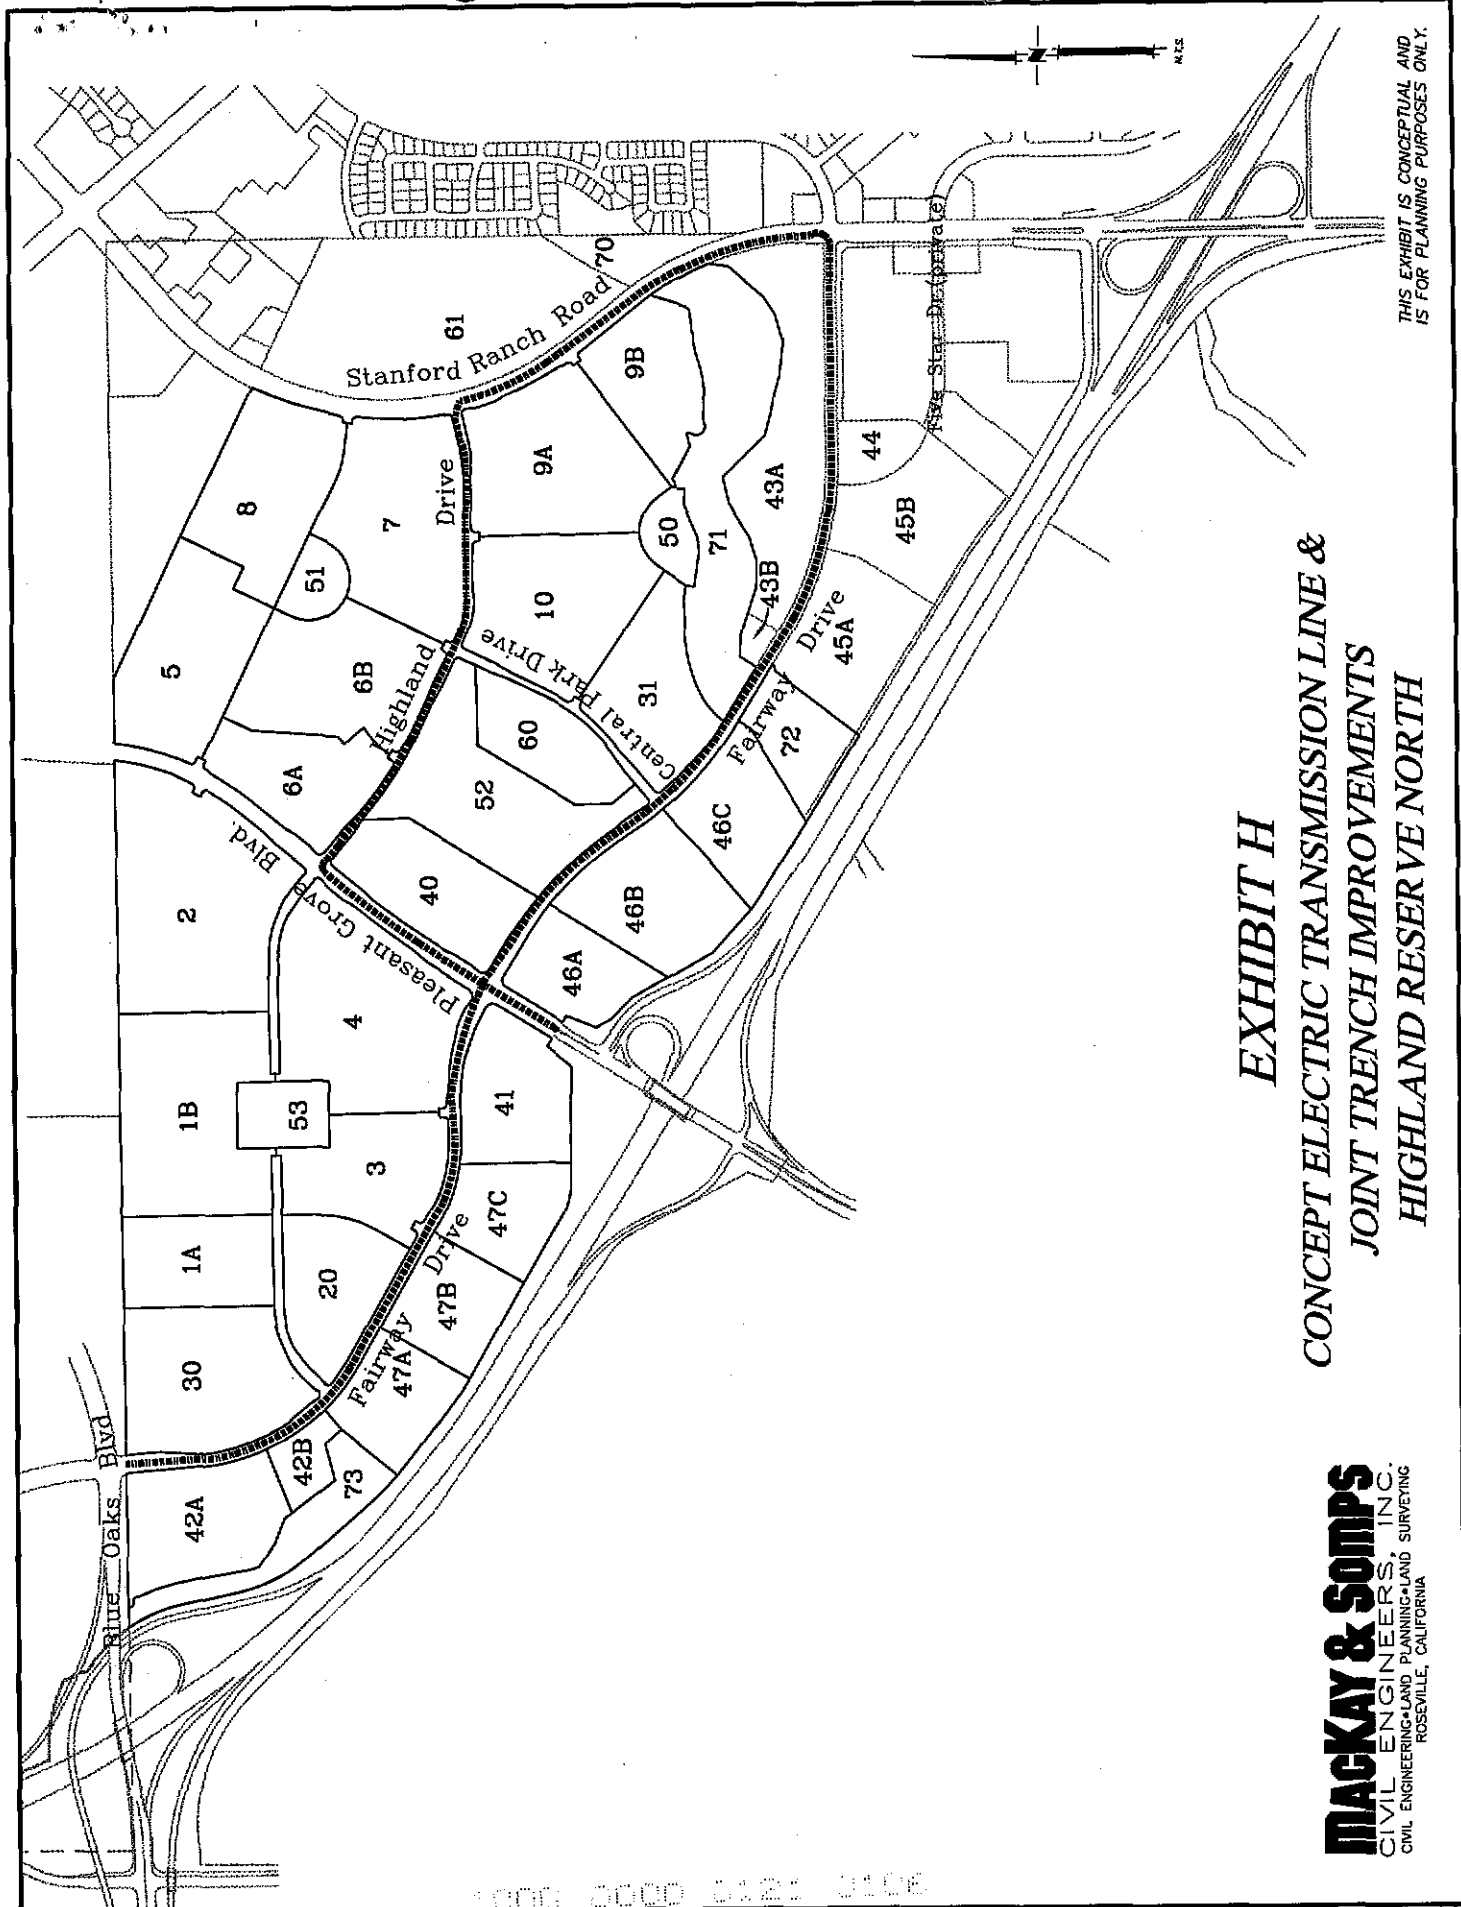 Blue Oaks Blvd
Fairway Drive
Pleasant Grove Blvd.
Highland Drive
Central Park Drive
Fairway Drive
Stanford Ranch Road
Five Star Dr (private)
42A
42B
73
30
1A
20
47A
47B
47C
1B
53
3
41
2
4
46A
40
46B
6A
52
60
46C
5
6B
31
72
51
10
43B
45A
8
7
9A
50
71
43A
44
45B
9B
61
70
N.T.S.
THIS EXHIBIT IS CONCEPTUAL AND
IS FOR PLANNING PURPOSES ONLY.
EXHIBIT H
CONCEPT ELECTRIC TRANSMISSION LINE &
JOINT TRENCH IMPROVEMENTS
HIGHLAND RESERVE NORTH
MACKAY & SOMPS
CIVIL ENGINEERS, INC.
CIVIL ENGINEERING•LAND PLANNING•LAND SURVEYING
ROSEVILLE, CALIFORNIA